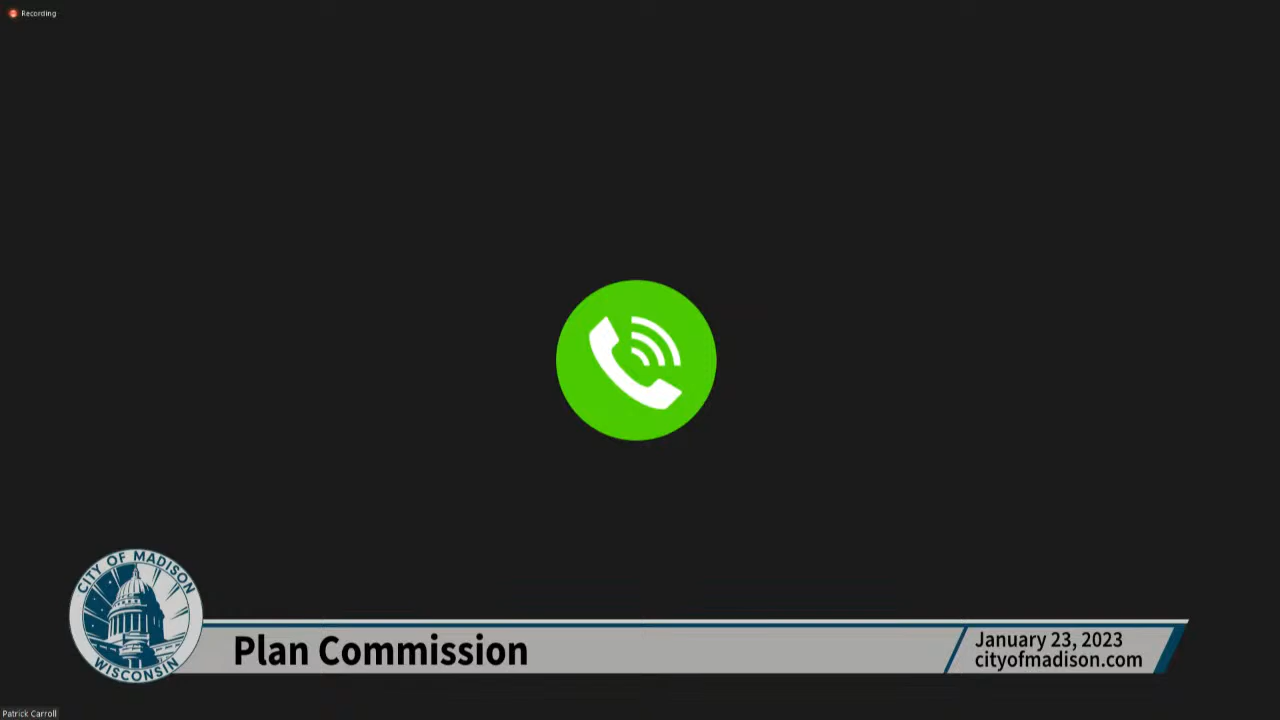 Recording
CITY OF MADISON
WISCONSIN
Plan Commission
January 23, 2023
cityofmadison.com
Patrick Carroll